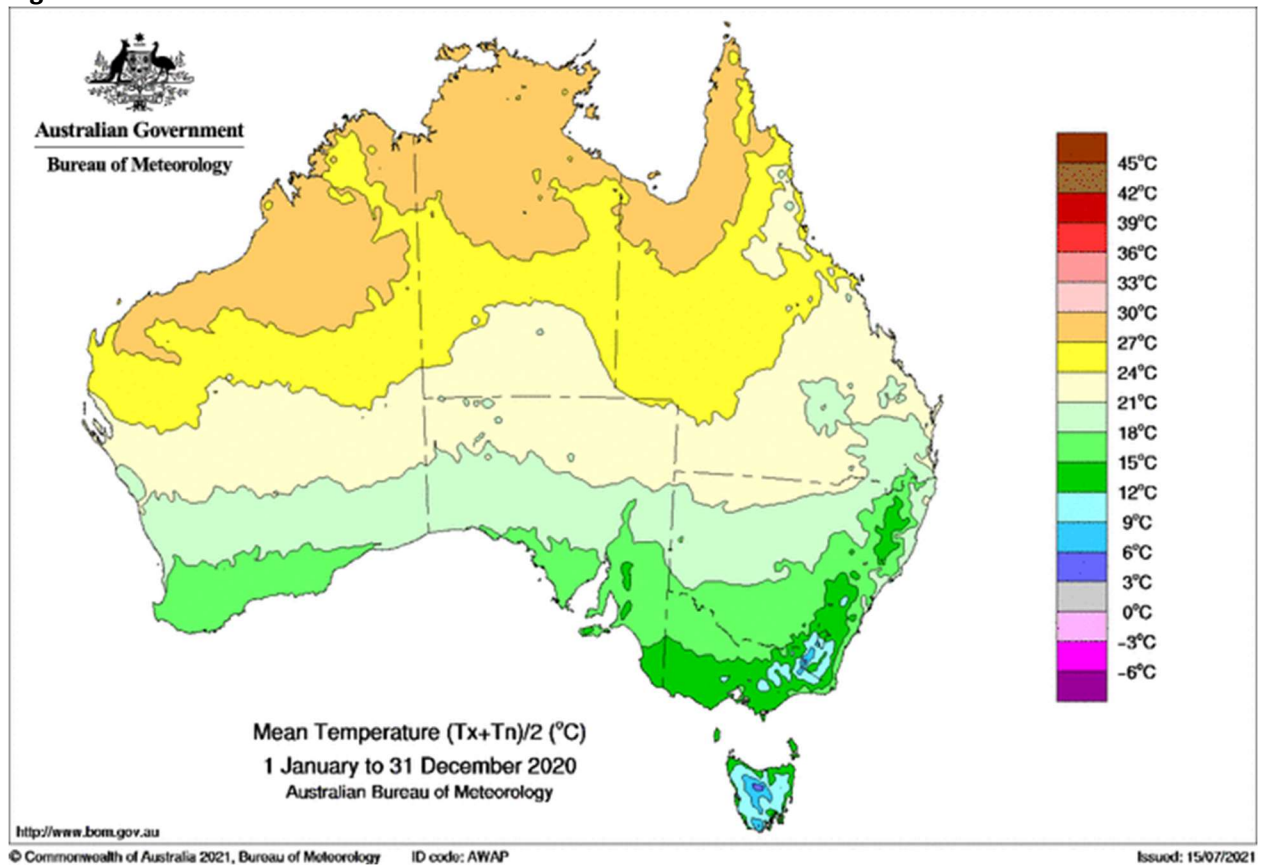 Australian Government
Bureau of Meteorology
45°C
42°C
39°C
36°C
33°C
30°C
27°C
24°C
21°C
18°C
15°C
12°C
9°C
6°C
3°C
0°C
-3°C
-6°C
Mean Temperature (Tx+Tn)/2 (°C)
1 January to 31 December 2020
Australian Bureau of Meteorology
http://www.bom.gov.au
© Commonwealth of Australia 2021, Bureau of Meteorology ID code: AWAP Issued: 15/07/2021